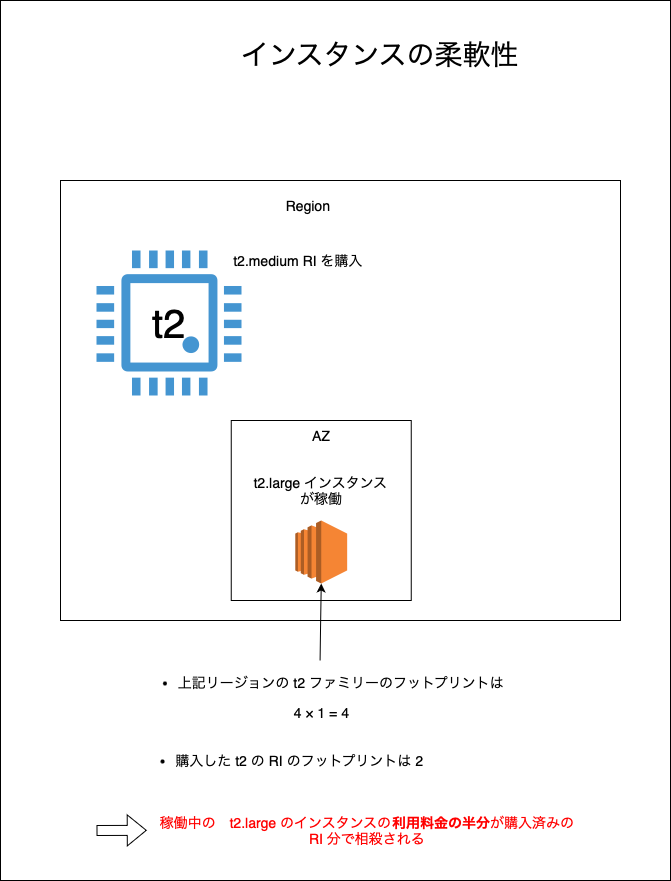 インスタンスの柔軟性
Region
t2.medium RI を購入
t2
AZ
t2.large インスタンス
が稼働
• 上記リージョンの t2 ファミリーのフットプリントは
4 × 1 = 4
• 購入した t2 の RI のフットプリントは 2
稼働中の　t2.large のインスタンスの利用料金の半分が購入済みの
RI 分で相殺される